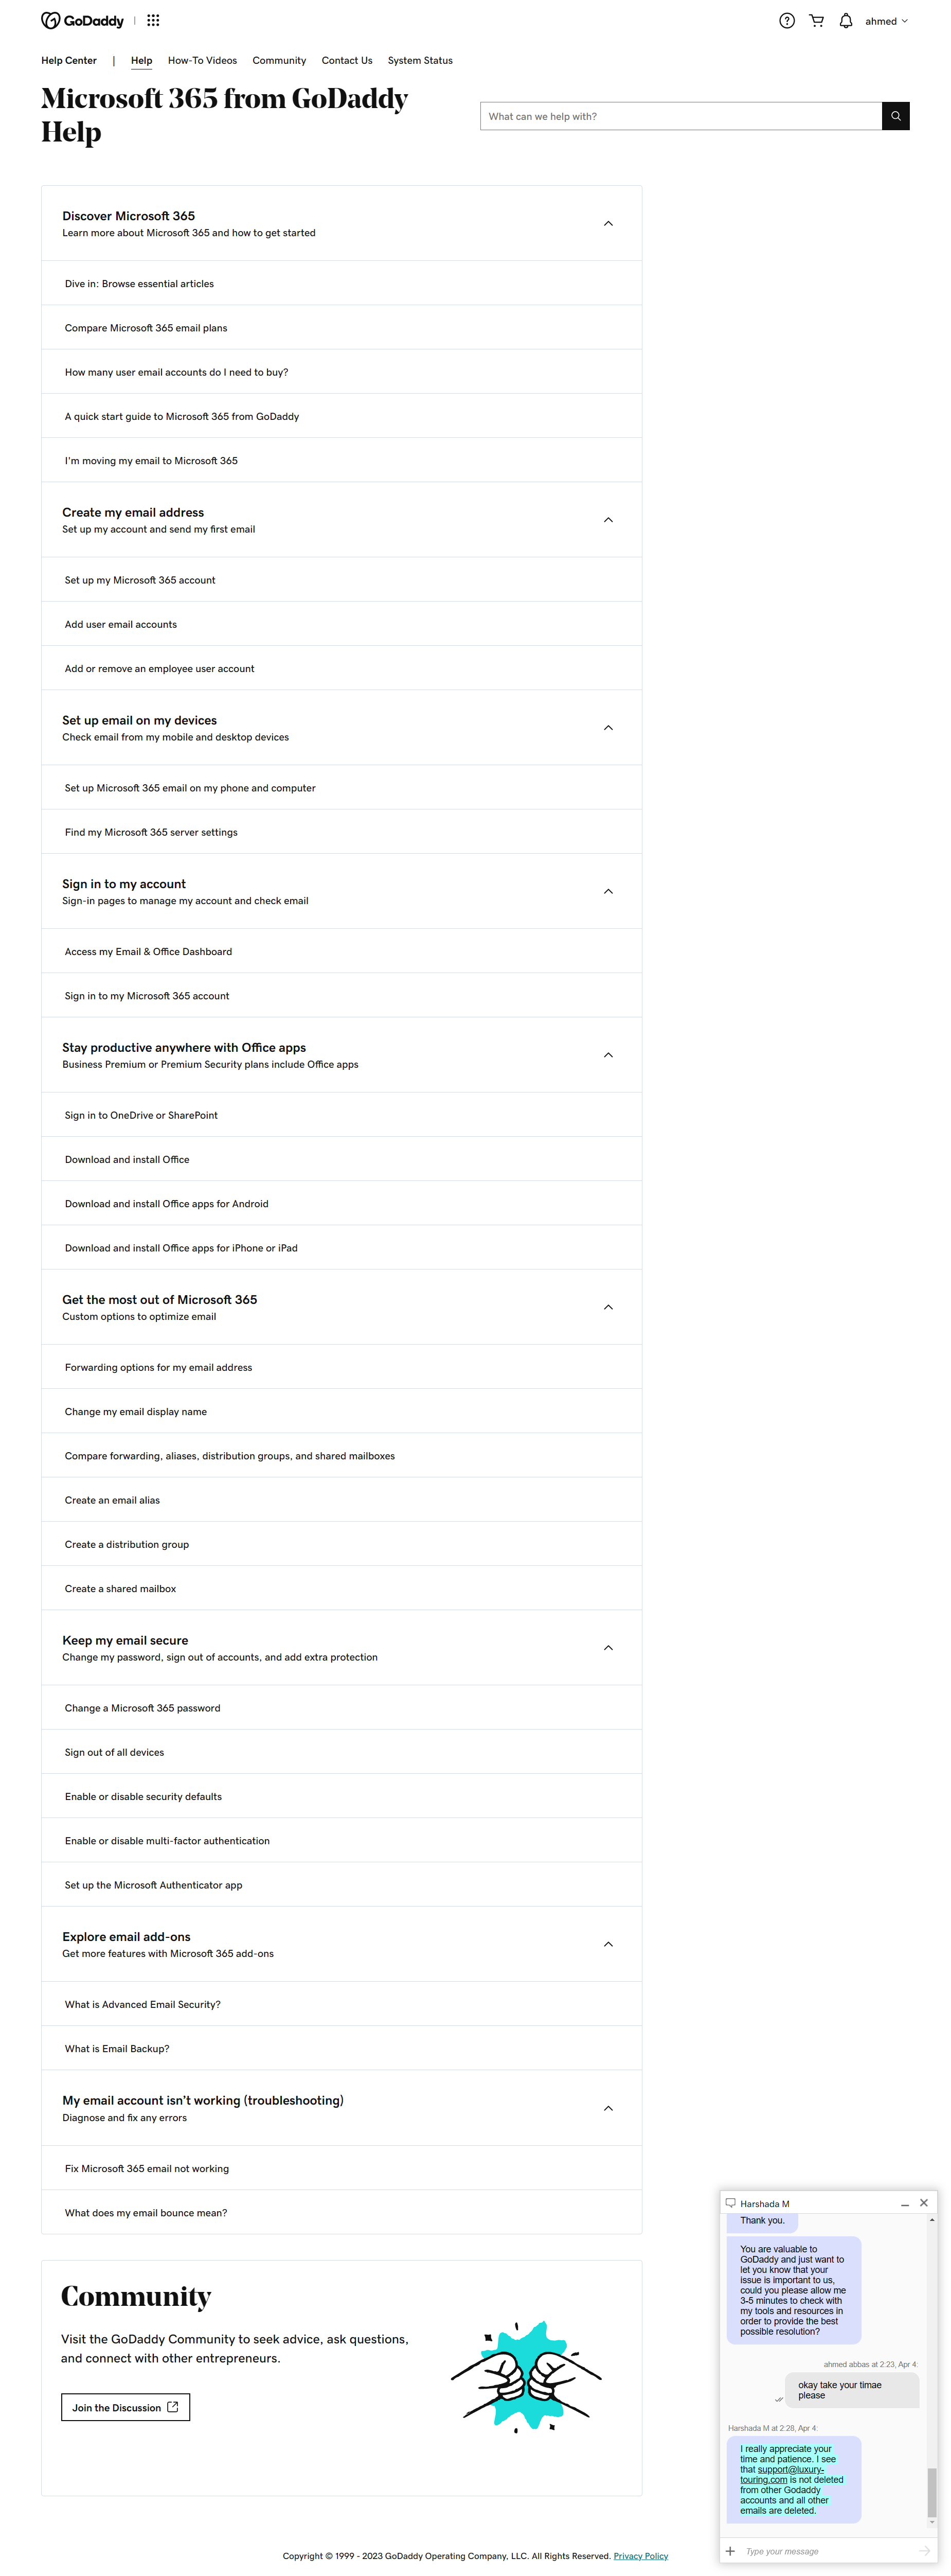 GoDaddy
ahmed
Help Center | Help How-To Videos Community Contact Us System Status
Microsoft 365 from GoDaddy
Help
What can we help with?
Discover Microsoft 365
Learn more about Microsoft 365 and how to get started
Dive in: Browse essential articles
Compare Microsoft 365 email plans
How many user email accounts do I need to buy?
A quick start guide to Microsoft 365 from GoDaddy
I'm moving my email to Microsoft 365
Create my email address
Set up my account and send my first email
Set up my Microsoft 365 account
Add user email accounts
Add or remove an employee user account
Set up email on my devices
Check email from my mobile and desktop devices
Set up Microsoft 365 email on my phone and computer
Find my Microsoft 365 server settings
Sign in to my account
Sign-in pages to manage my account and check email
Access my Email & Office Dashboard
Sign in to my Microsoft 365 account
Stay productive anywhere with Office apps
Business Premium or Premium Security plans include Office apps
Sign in to OneDrive or SharePoint
Download and install Office
Download and install Office apps for Android
Download and install Office apps for iPhone or iPad
Get the most out of Microsoft 365
Custom options to optimize email
Forwarding options for my email address
Change my email display name
Compare forwarding, aliases, distribution groups, and shared mailboxes
Create an email alias
Create a distribution group
Create a shared mailbox
Keep my email secure
Change my password, sign out of accounts, and add extra protection
Change a Microsoft 365 password
Sign out of all devices
Enable or disable security defaults
Enable or disable multi-factor authentication
Set up the Microsoft Authenticator app
Explore email add-ons
Get more features with Microsoft 365 add-ons
What is Advanced Email Security?
What is Email Backup?
My email account isn't working (troubleshooting)
Diagnose and fix any errors
Fix Microsoft 365 email not working
What does my email bounce mean?
Community
Visit the GoDaddy Community to seek advice, ask questions,
and connect with other entrepreneurs.
Join the Discussion
Harshada M
Thank you.
You are valuable to
GoDaddy and just want to
let you know that your
issue is important to us,
could you please allow me
3-5 minutes to check with
my tools and resources in
order to provide the best
possible resolution?
ahmed abbas at 2:23, Apr 4:
okay take your timae
please
Harshada M at 2:28, Apr 4:
I really appreciate your
time and patience. I see
that support@luxury-
touring.com is not deleted
from other Godaddy
accounts and all other
emails are deleted.
Type your message
Copyright © 1999 - 2023 GoDaddy Operating Company, LLC. All Rights Reserved. Privacy Policy